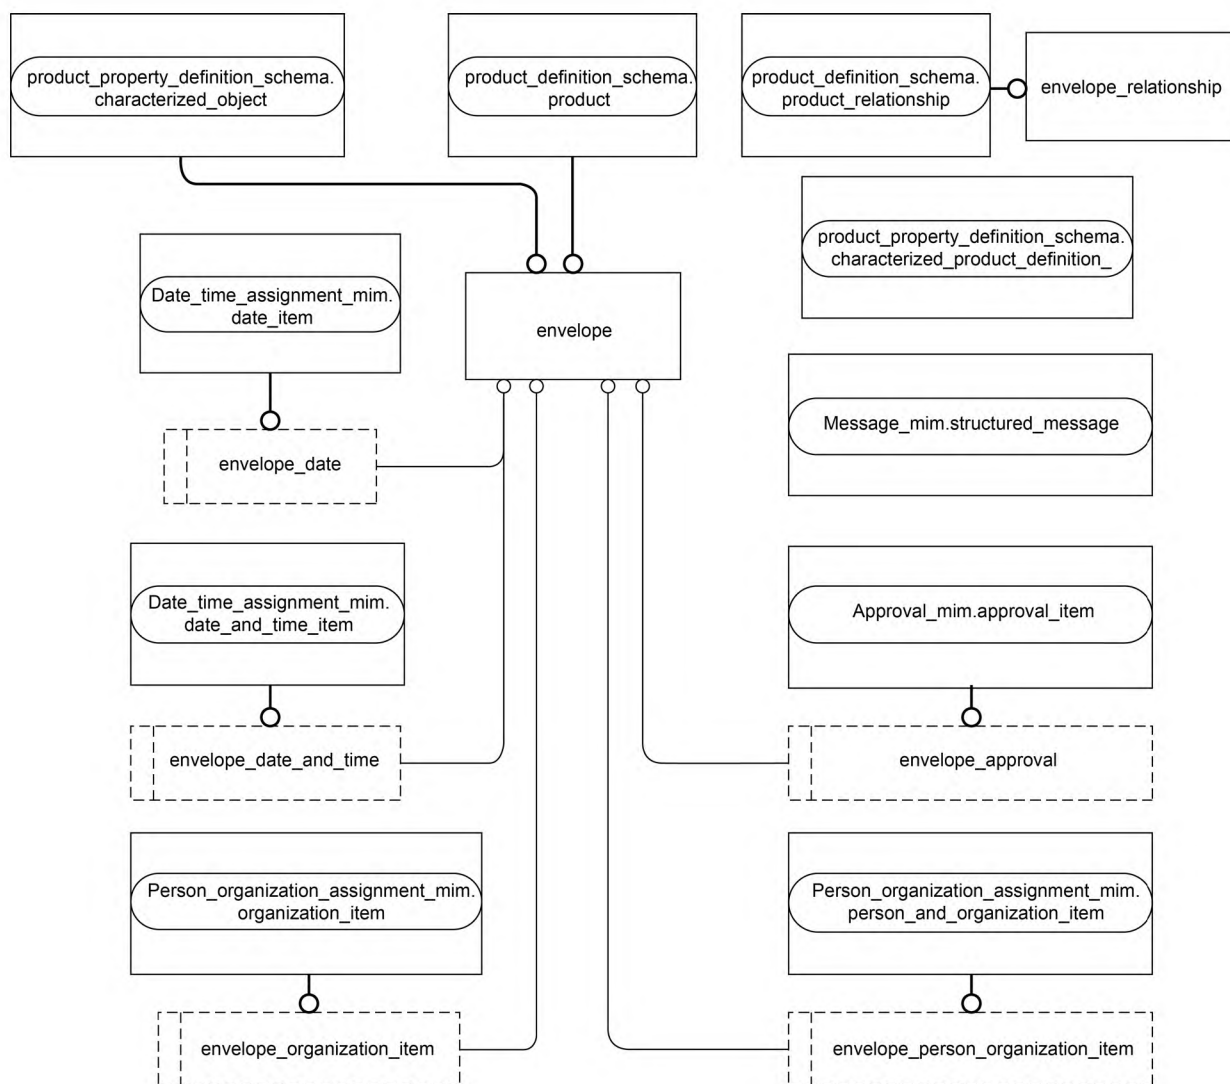 product_property_definition_schema.
characterized_object
product_definition_schema.
product
product_definition_schema.
product_relationship
envelope_relationship
product_property_definition_schema.
characterized_product_definition_
Date_time_assignment_mim.
date_item
envelope
Message_mim.structured_message
envelope_date
Date_time_assignment_mim.
date_and_time_item
Approval_mim.approval_item
envelope_date_and_time
envelope_approval
Person_organization_assignment_mim.
organization_item
Person_organization_assignment_mim.
person_and_organization_item
envelope_organization_item
envelope_person_organization_item